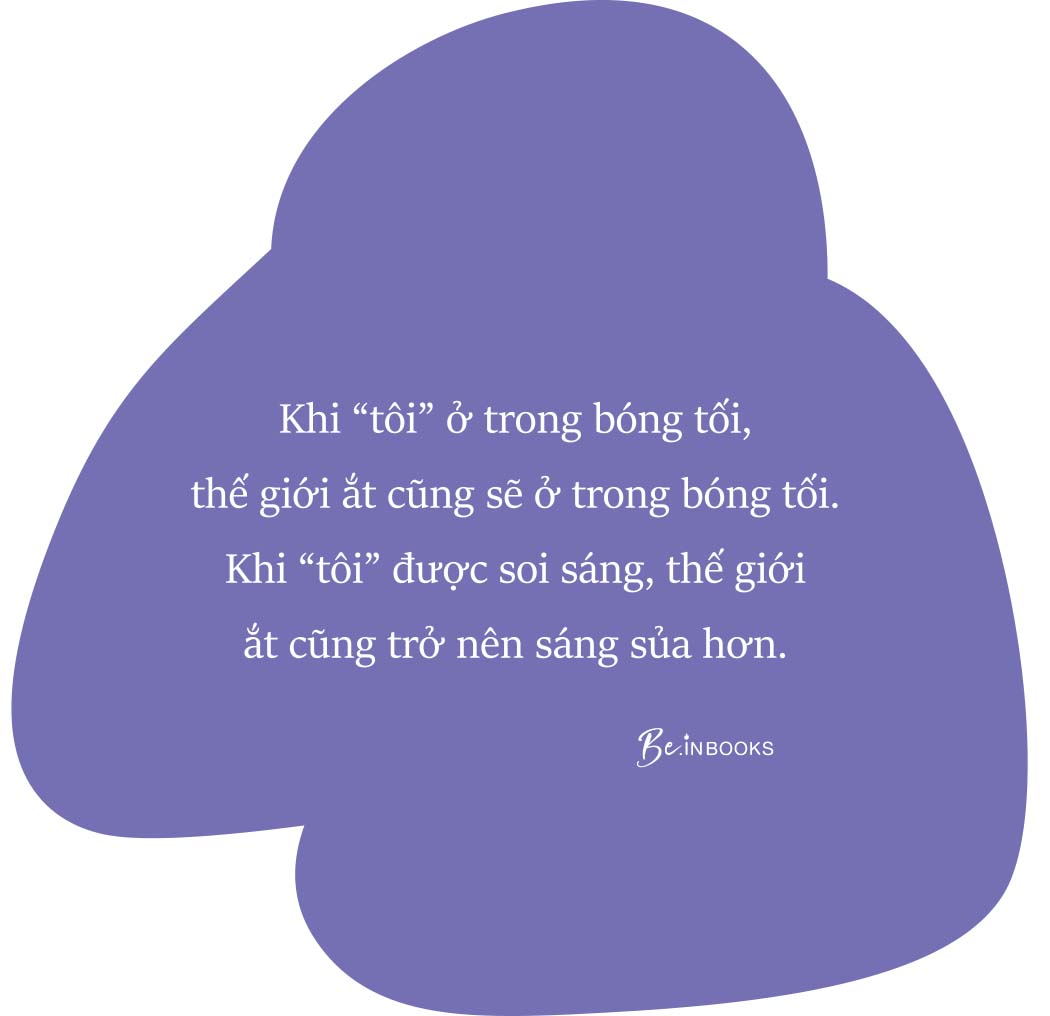 Khi “tôi” ở trong bóng tối,
thế giới ắt cũng sẽ ở trong bóng tối.
Khi “tôi” được soi sáng, thế giới
ắt cũng trở nên sáng sủa hơn.
Be.inBOOKS